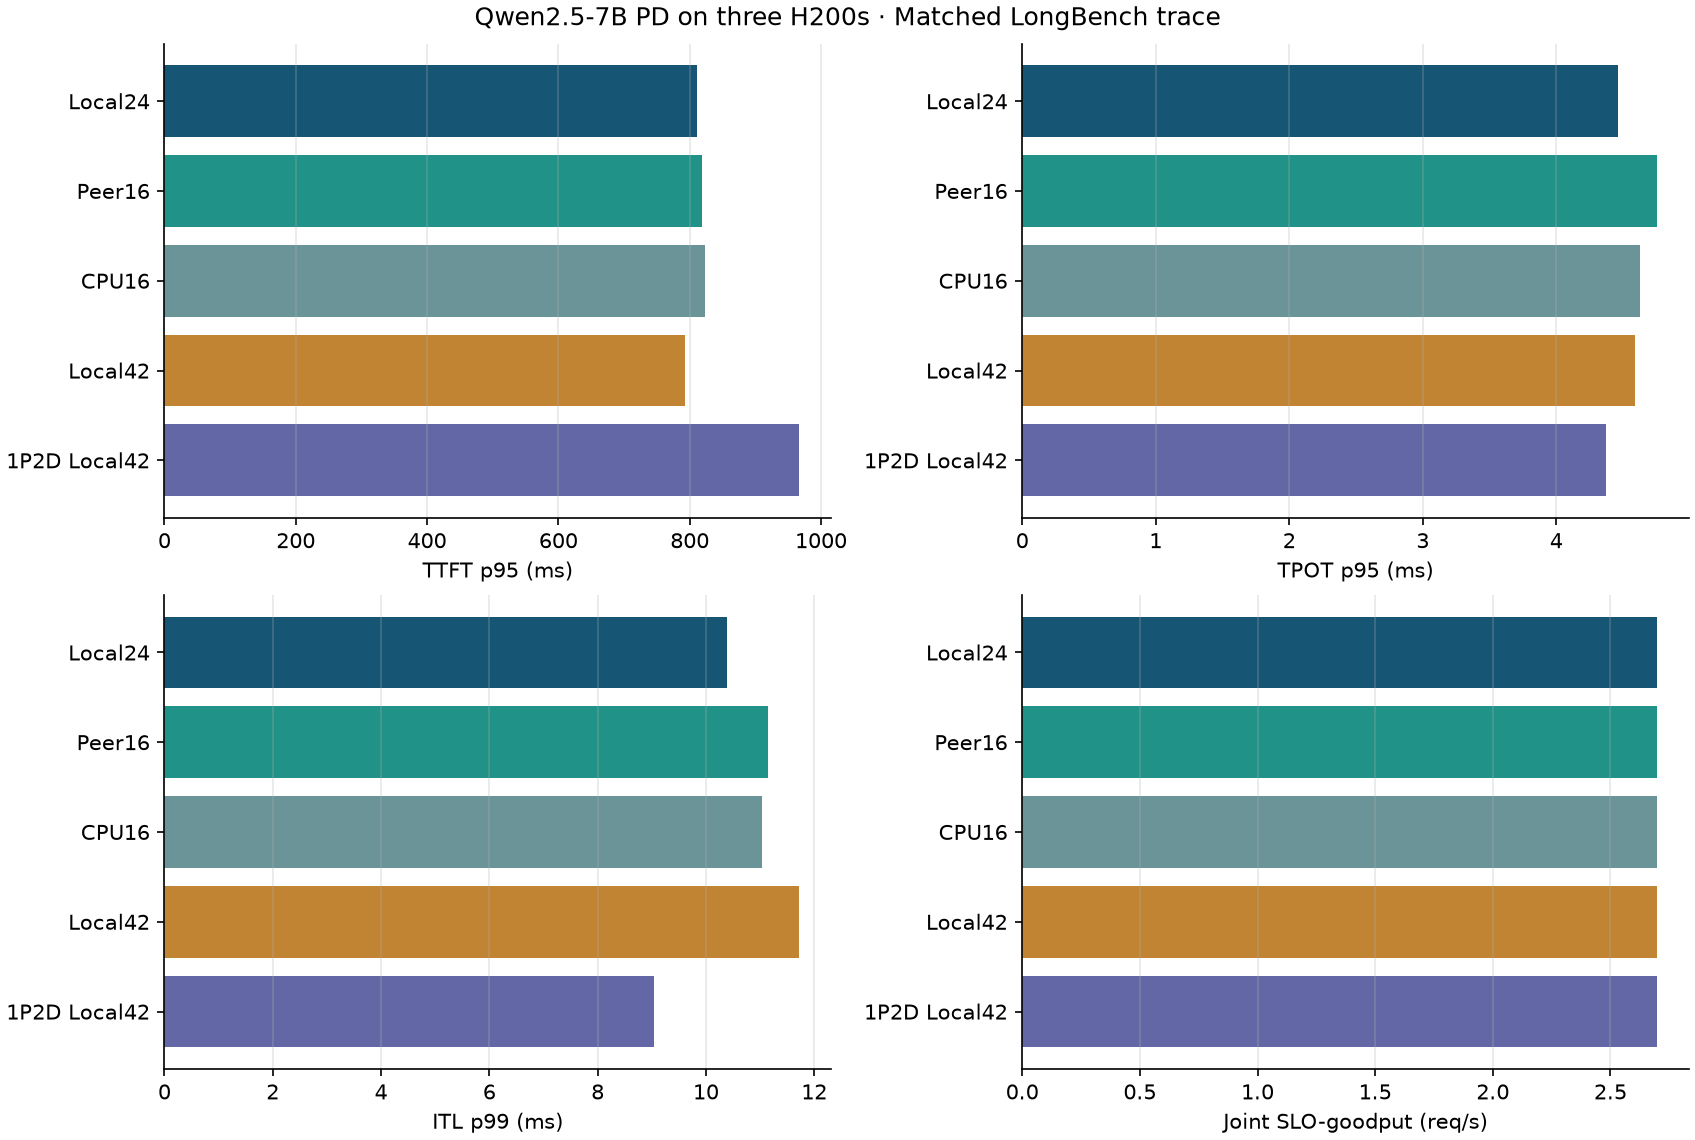 Qwen2.5-7B PD on three H200s · Matched LongBench trace
Local24
Peer16
CPU16
Local42
1P2D Local42
0 200 400 600 800 1000
TTFT p95 (ms)
Local24
Peer16
CPU16
Local42
1P2D Local42
0 1 2 3 4
TPOT p95 (ms)
Local24
Peer16
CPU16
Local42
1P2D Local42
0 2 4 6 8 10 12
ITL p99 (ms)
Local24
Peer16
CPU16
Local42
1P2D Local42
0.0 0.5 1.0 1.5 2.0 2.5
Joint SLO-goodput (req/s)